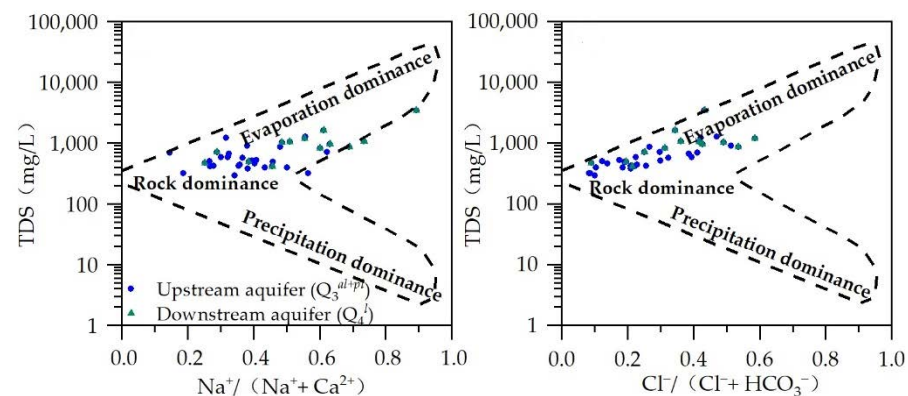 100,000
10,000
1,000
100
10
1
TDS (mg/L)
Evaporation dominance
Rock dominance
Precipitation dominance
Upstream aquifer (Q₃ᵃˡ⁺ᵖˡ)
Downstream aquifer (Q₄ˡ)
0.0 0.2 0.4 0.6 0.8 1.0
Na⁺/ (Na⁺+ Ca²⁺)
100,000
10,000
1,000
100
10
1
TDS (mg/L)
Evaporation dominance
Rock dominance
Precipitation dominance
0.0 0.2 0.4 0.6 0.8 1.0
Cl⁻/ (Cl⁻+ HCO₃⁻)